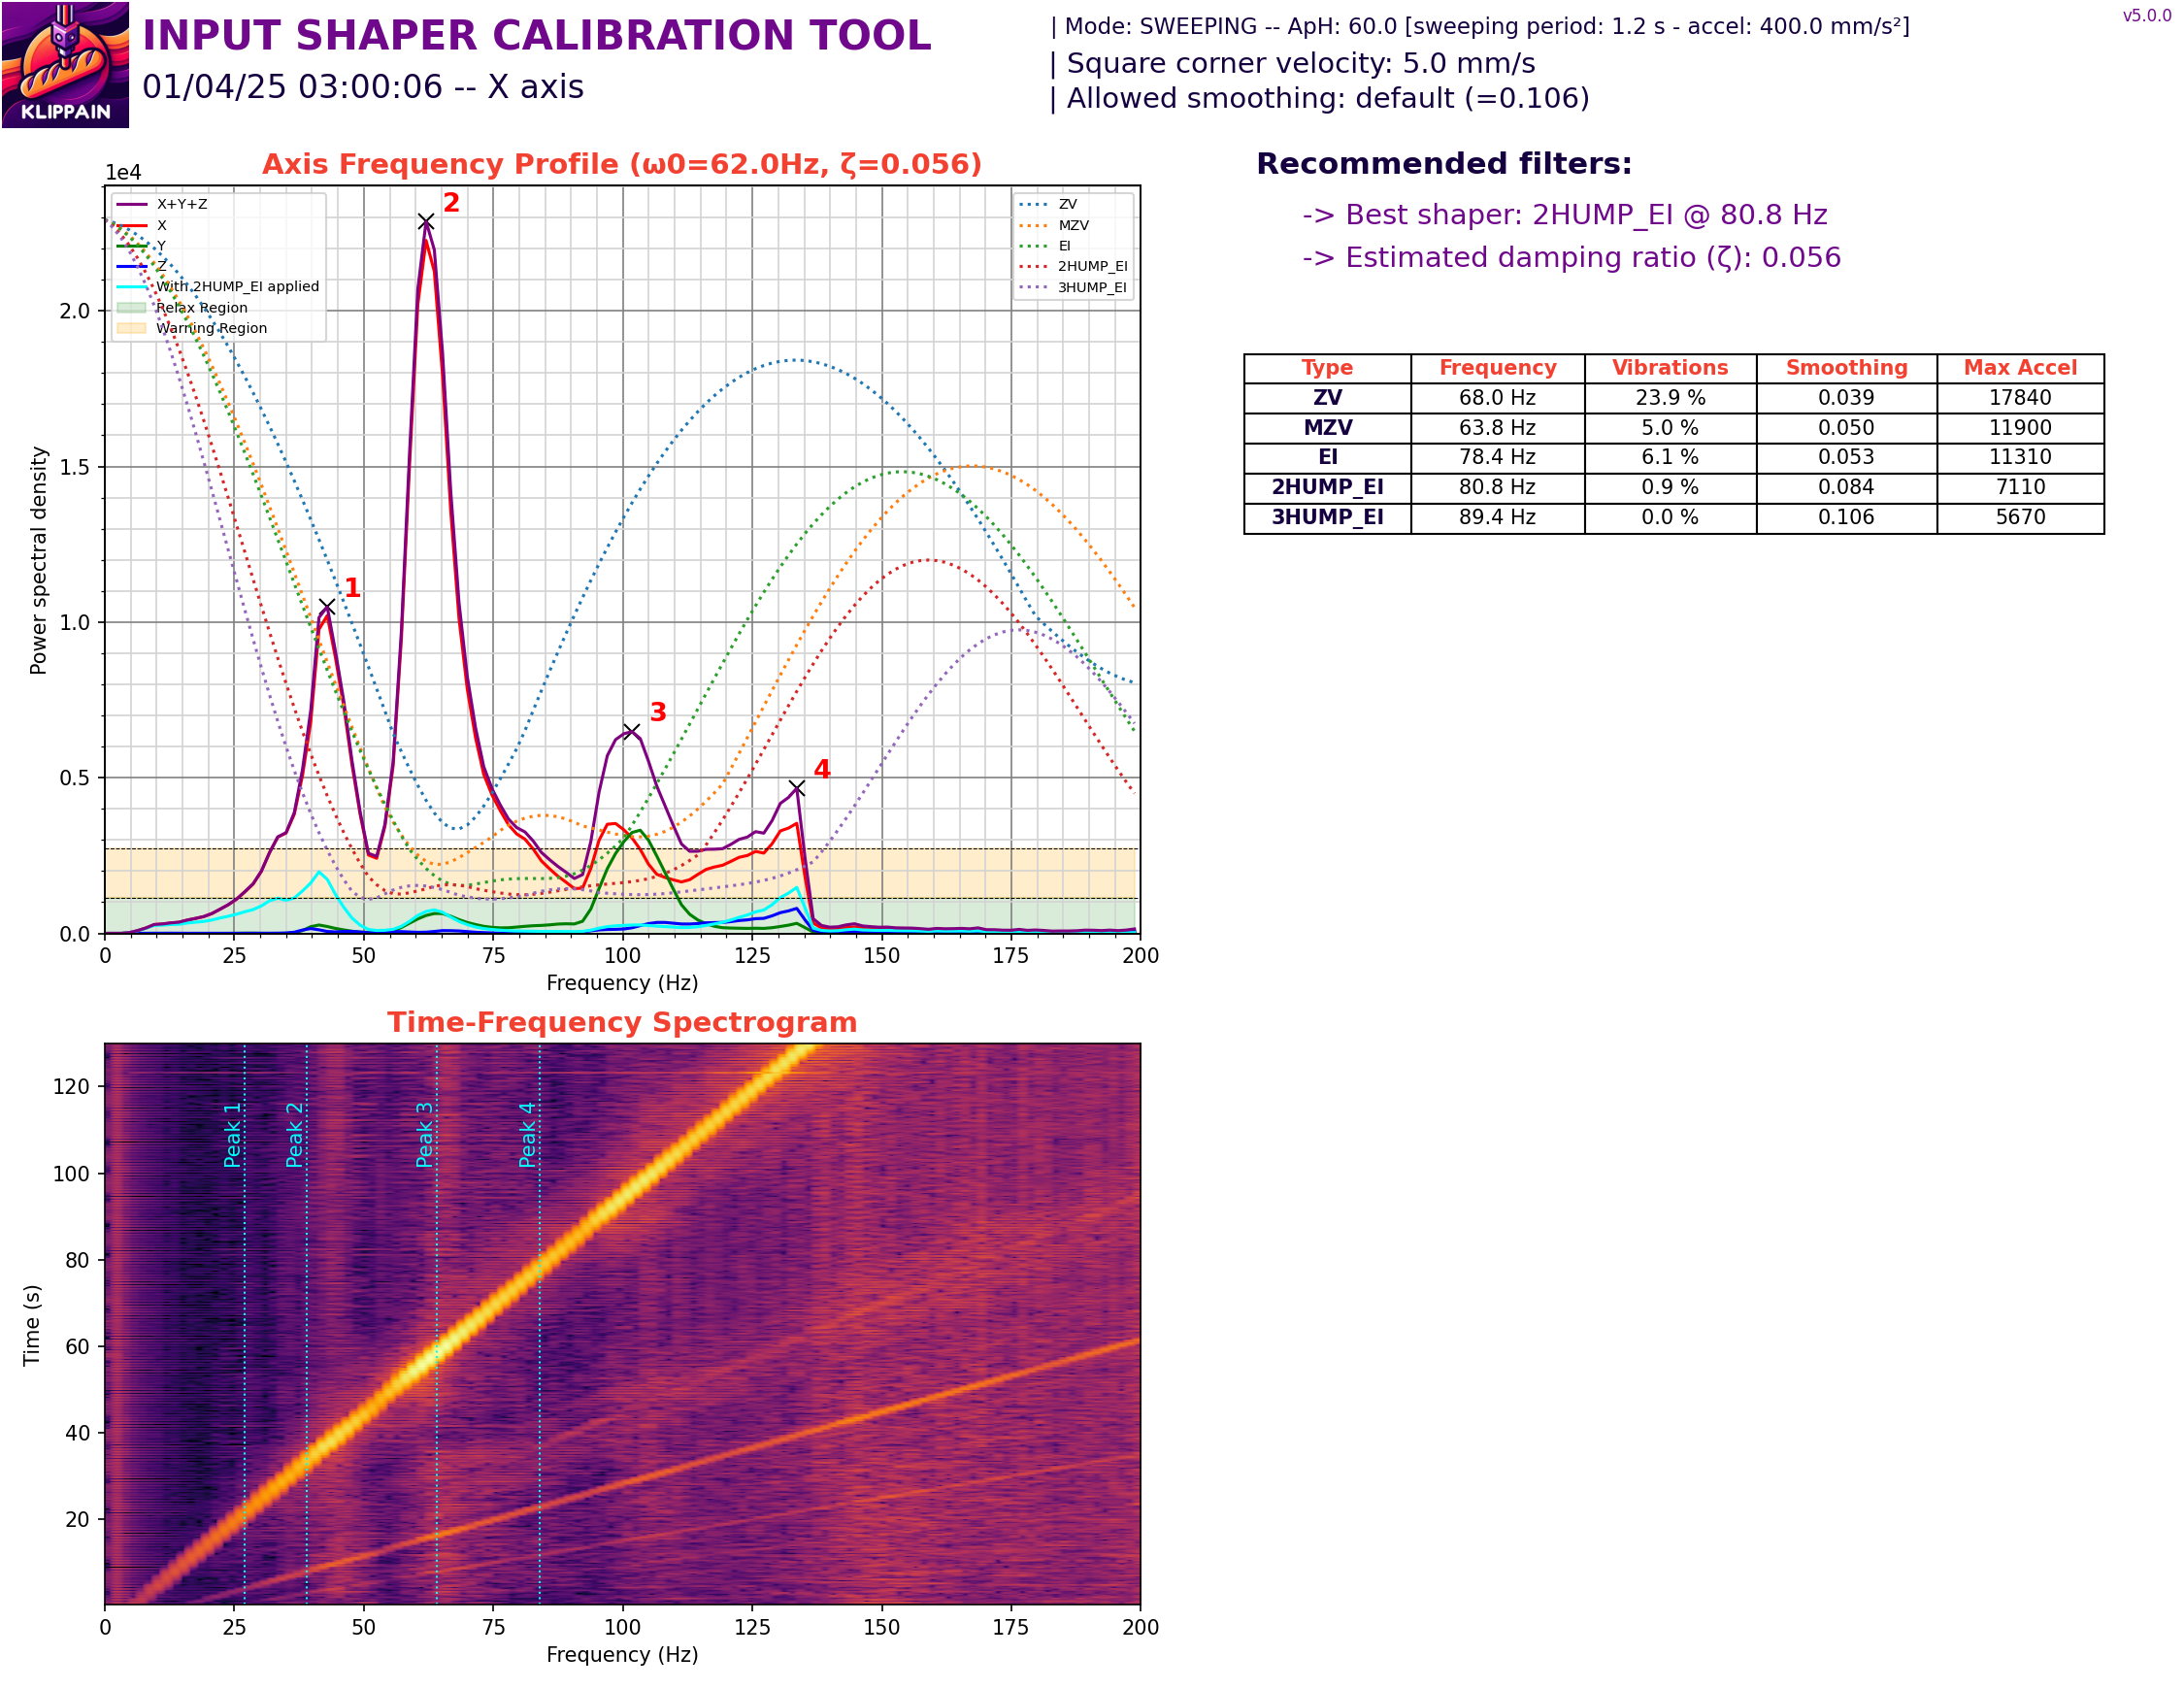 KLIPPAIN
INPUT SHAPER CALIBRATION TOOL
01/04/25 03:00:06 -- X axis
| Mode: SWEEPING -- ApH: 60.0 [sweeping period: 1.2 s - accel: 400.0 mm/s²]
| Square corner velocity: 5.0 mm/s
| Allowed smoothing: default (=0.106)
v5.0.0
Axis Frequency Profile (ω0=62.0Hz, ζ=0.056)
1e4
X+Y+Z
X
Y
Z
With 2HUMP_EI applied
Relax Region
Warning Region
ZV
MZV
EI
2HUMP_EI
3HUMP_EI
1
2
3
4
Power spectral density
2.0
1.5
1.0
0.5
0.0
0 25 50 75 100 125 150 175 200
Frequency (Hz)
Recommended filters:
-> Best shaper: 2HUMP_EI @ 80.8 Hz
-> Estimated damping ratio (ζ): 0.056
Type Frequency Vibrations Smoothing Max Accel
ZV 68.0 Hz 23.9 % 0.039 17840
MZV 63.8 Hz 5.0 % 0.050 11900
EI 78.4 Hz 6.1 % 0.053 11310
2HUMP_EI 80.8 Hz 0.9 % 0.084 7110
3HUMP_EI 89.4 Hz 0.0 % 0.106 5670
Time-Frequency Spectrogram
Peak 1
Peak 2
Peak 3
Peak 4
Time (s)
120
100
80
60
40
20
0 25 50 75 100 125 150 175 200
Frequency (Hz)